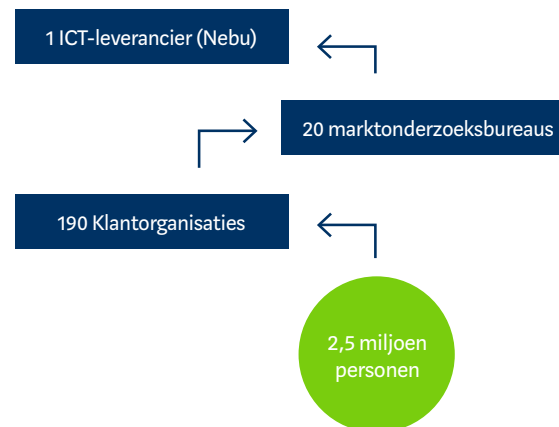 1 ICT-leverancier (Nebu)
20 marktonderzoeksbureaus
190 Klantorganisaties
2,5 miljoen
personen